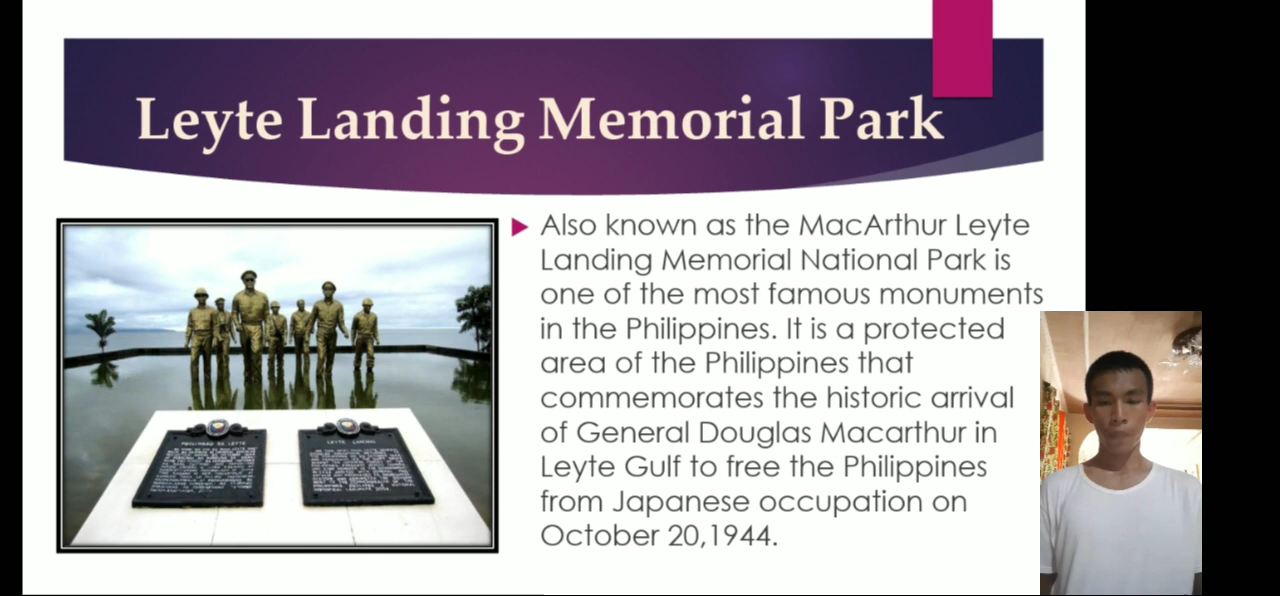 Leyte Landing Memorial Park
Also known as the MacArthur Leyte
Landing Memorial National Park is
one of the most famous monuments
in the Philippines. It is a protected
area of the Philippines that
commemorates the historic arrival
of General Douglas Macarthur in
Leyte Gulf to free the Philippines
from Japanese occupation on
October 20,1944.
LEYTE LANDING